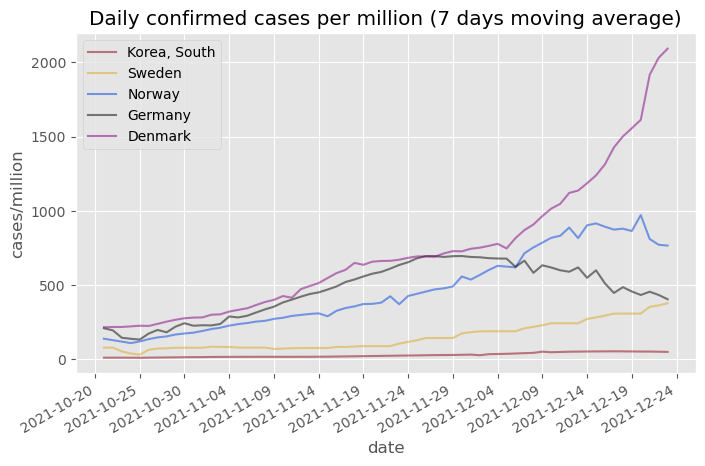 Daily confirmed cases per million (7 days moving average)
Korea, South
Sweden
Norway
Germany
Denmark
cases/million
2000
1500
1000
500
0
2021-10-20
2021-10-25
2021-10-30
2021-11-04
2021-11-09
2021-11-14
2021-11-19
2021-11-24
2021-11-29
2021-12-04
2021-12-09
2021-12-14
2021-12-19
2021-12-24
date